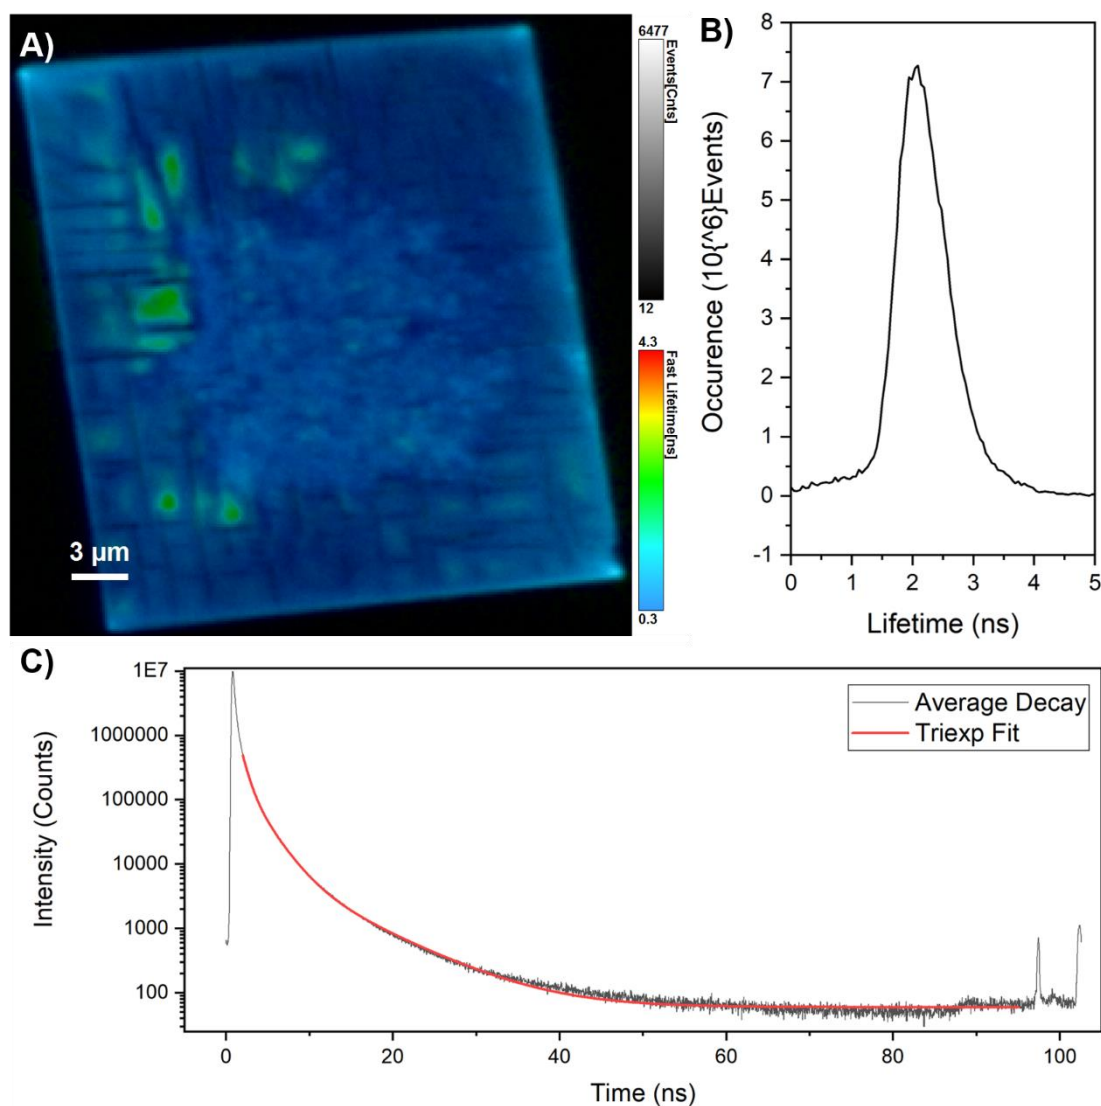 A)
3 µm
6477
Events[Cnts]
12
4.3
Fast Lifetime[ns]
0.3
B)
8
7
6
5
4
3
2
1
0
-1
Occurence (10{^6}Events)
0 1 2 3 4 5
Lifetime (ns)
C)
1E7
1000000
100000
10000
1000
100
Intensity (Counts)
Average Decay
Triexp Fit
0 20 40 60 80 100
Time (ns)